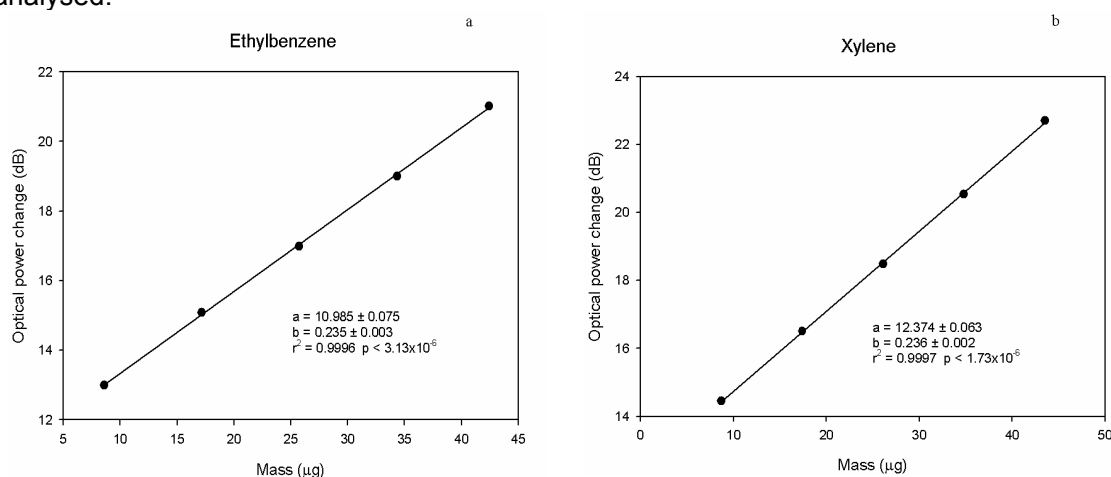 analysed.
a
Ethylbenzene
22
20
18
16
14
12
Optical power change (dB)
a = 10.985 ± 0.075
b = 0.235 ± 0.003
r² = 0.9996 p < 3.13x10⁻⁶
5 10 15 20 25 30 35 40 45
Mass (μg)
b
Xylene
24
22
20
18
16
14
Optical power change (dB)
a = 12.374 ± 0.063
b = 0.236 ± 0.002
r² = 0.9997 p < 1.73x10⁻⁶
0 10 20 30 40 50
Mass (μg)